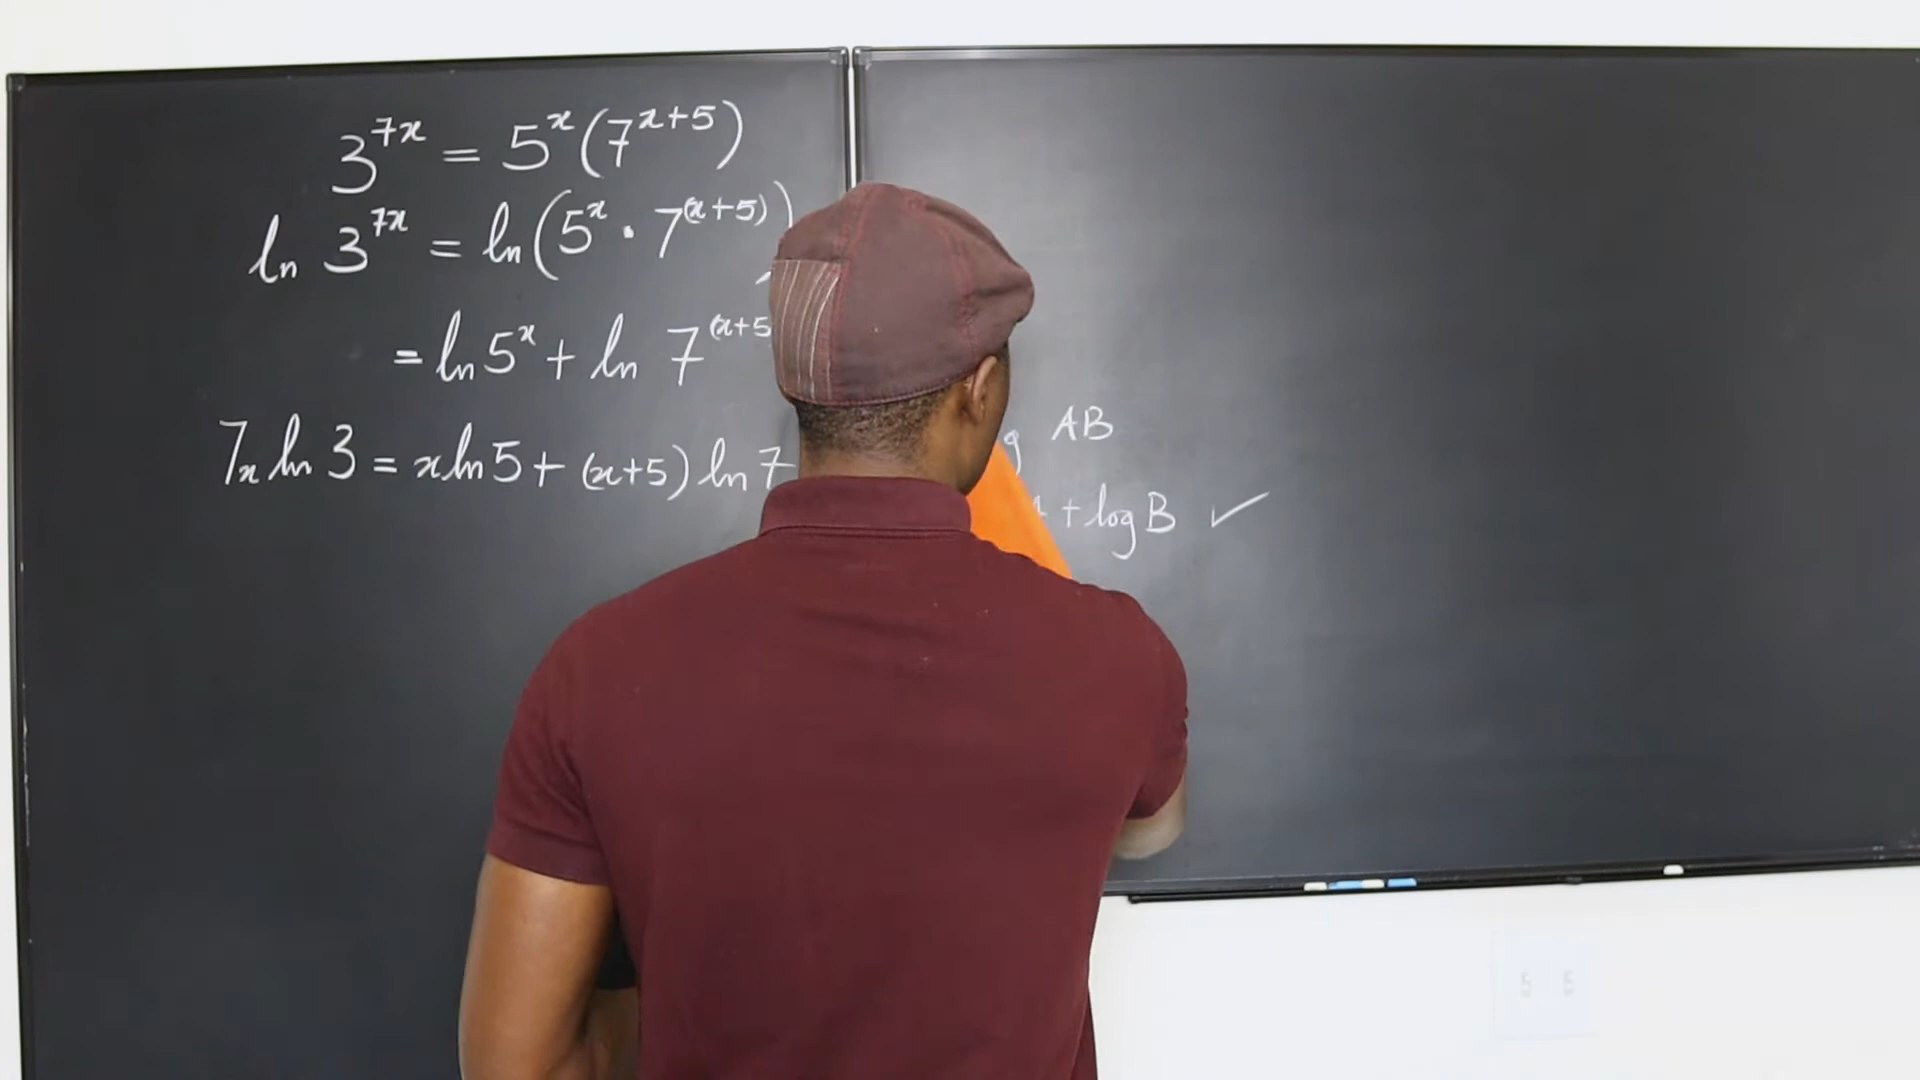 3^{7x} = 5^x (7^{x+5})
ln 3^{7x} = ln (5^x · 7^{(x+5)})
= ln 5^x + ln 7^{(x+5
7x ln 3 = x ln 5 + (x+5) ln 7
g AB
+ log B ✓